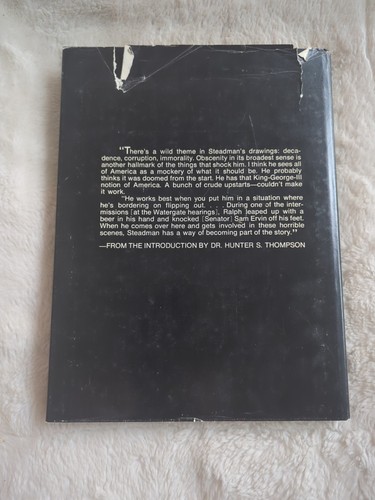 "There's a wild theme in Steadman's drawings: deca-
dence, corruption, immorality. Obscenity in its broadest sense is
another hallmark of the things that shock him. I think he sees all
of America as a mockery of what it should be. He probably
thinks it was doomed from the start. He has that King-George-III
notion of America. A bunch of crude upstarts—couldn't make
it work.
"He works best when you put him in a situation where
he's bordering on flipping out. . . . During one of the inter-
missions [at the Watergate hearings], Ralph leaped up with a
beer in his hand and knocked [Senator] Sam Ervin off his feet.
When he comes over here and gets involved in these horrible
scenes, Steadman has a way of becoming part of the story."
—FROM THE INTRODUCTION BY DR. HUNTER S. THOMPSON